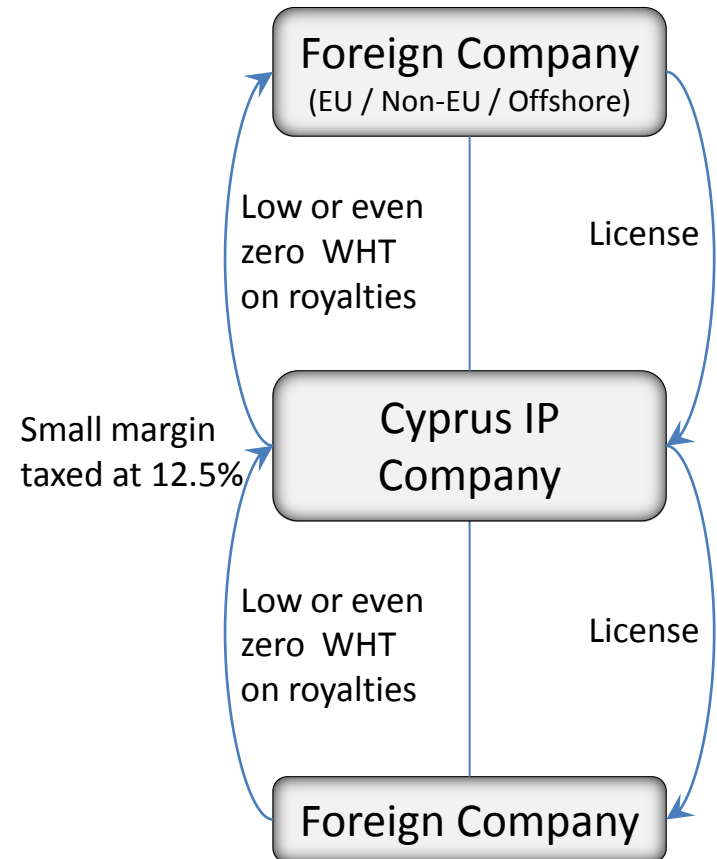 Foreign Company
(EU / Non-EU / Offshore)
Low or even
zero WHT
on royalties
License
Cyprus IP
Company
Small margin
taxed at 12.5%
Low or even
zero WHT
on royalties
License
Foreign Company